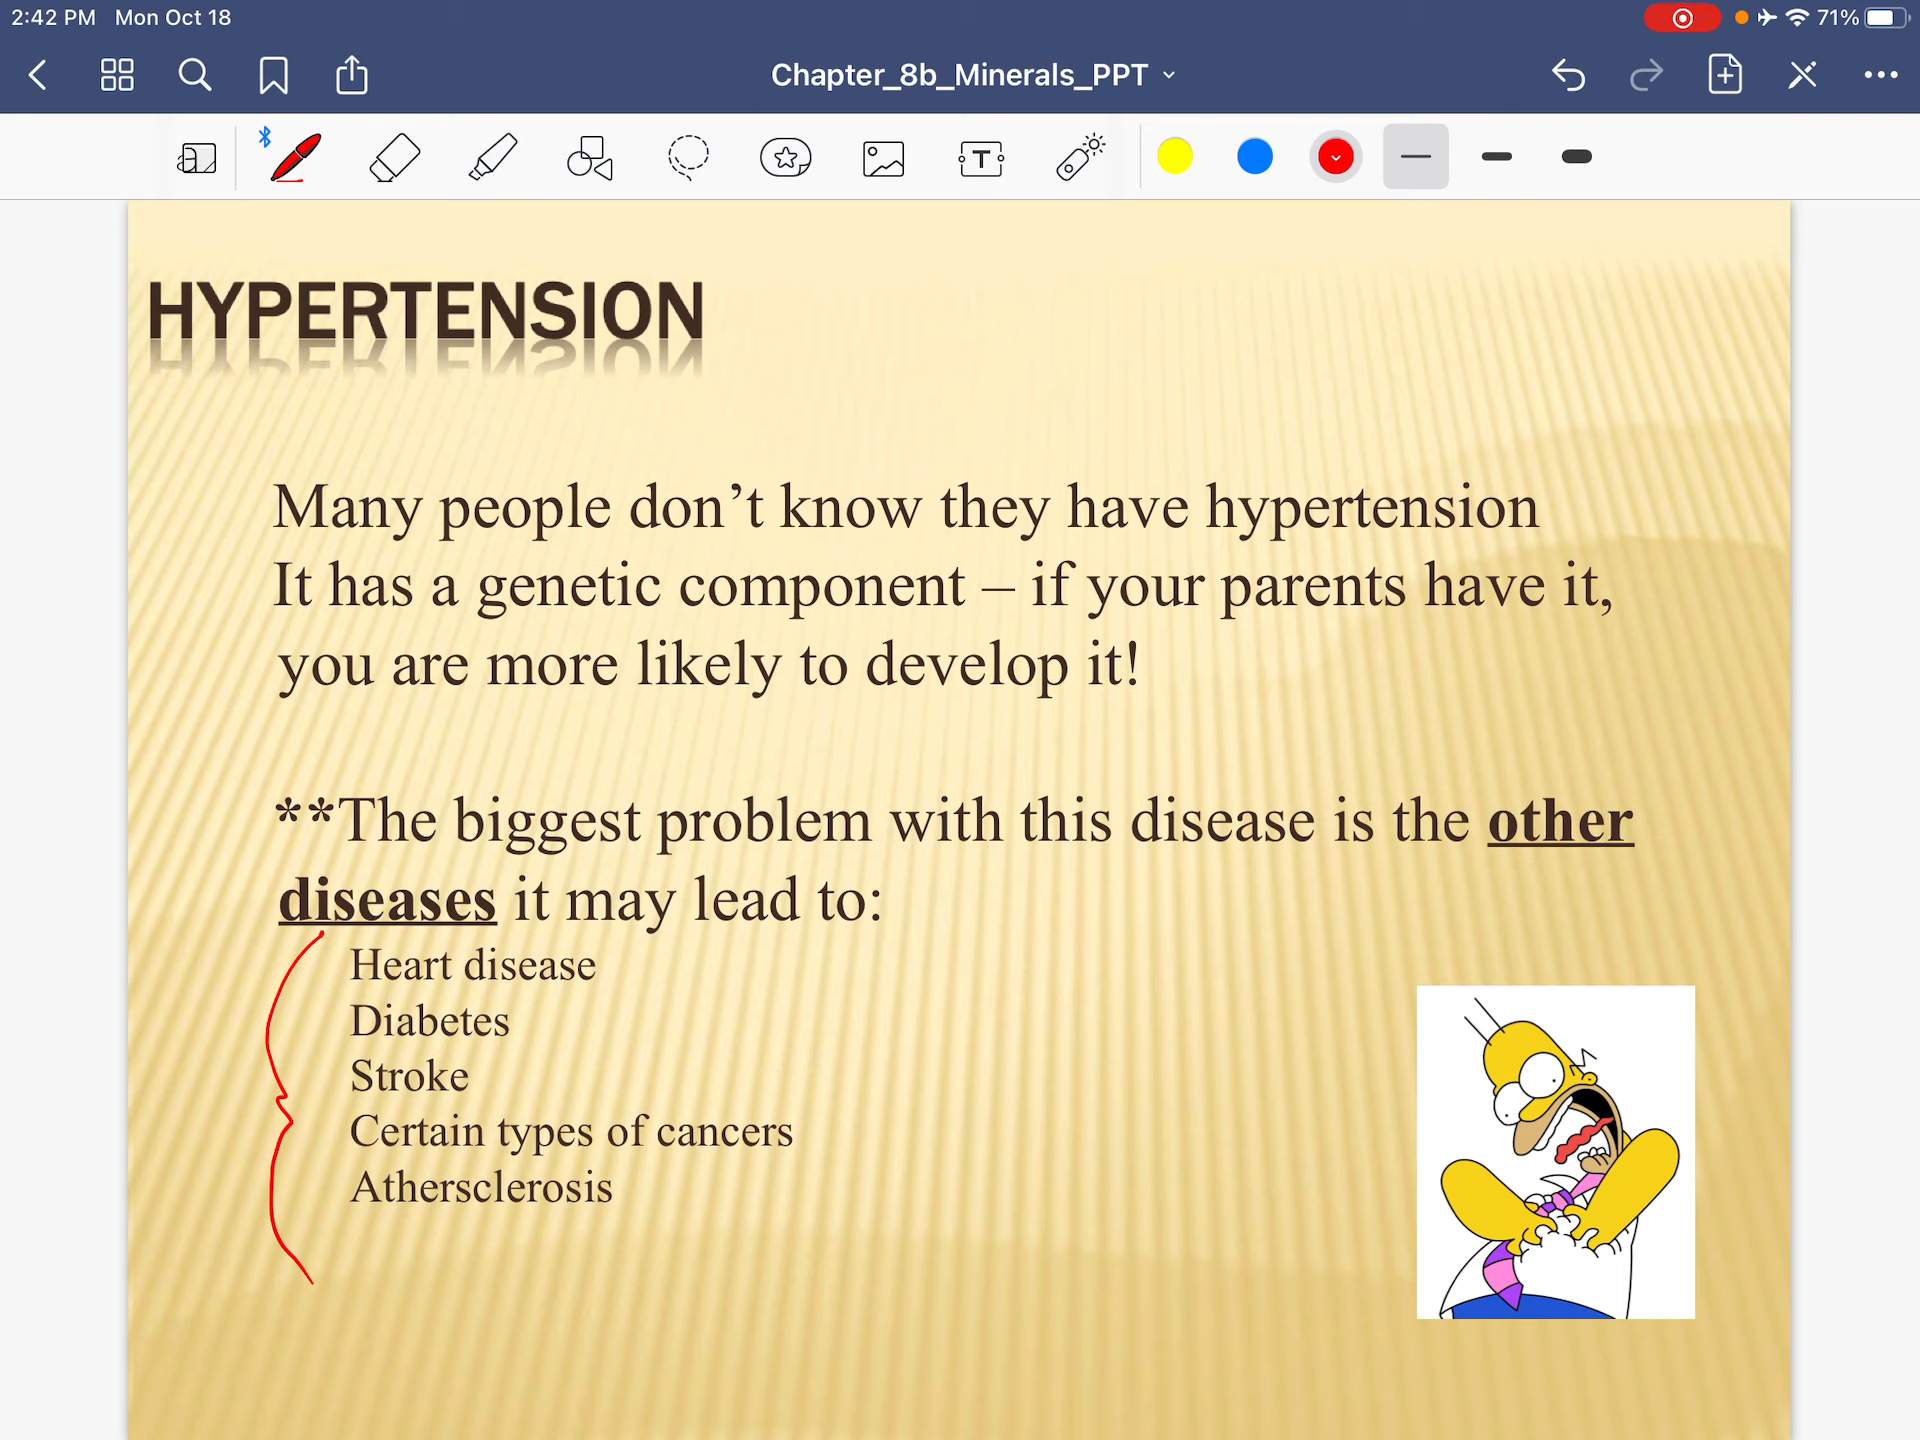 2:42 PM Mon Oct 18
71%
Chapter_8b_Minerals_PPT
HYPERTENSION
Many people don’t know they have hypertension
It has a genetic component – if your parents have it,
you are more likely to develop it!
**The biggest problem with this disease is the other
diseases it may lead to:
Heart disease
Diabetes
Stroke
Certain types of cancers
Athersclerosis